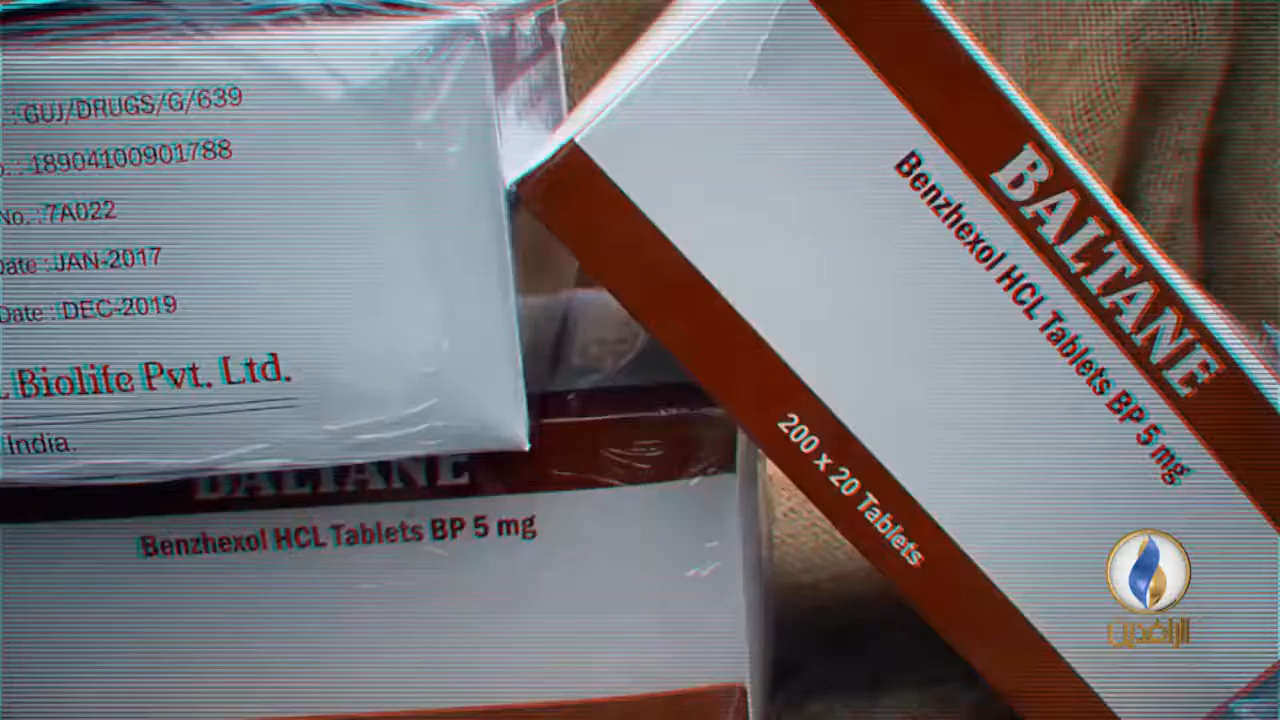 : GUJ/DRUGS/G/639
: 18904100901788
No. : 7A022
Date : JAN-2017
Date : DEC-2019
Biolife Pvt. Ltd.
India.
BALTANE
Benzhexol HCL Tablets BP 5 mg
BALTANE
Benzhexol HCL Tablets BP 5 mg
200 x 20 Tablets
الرافدين